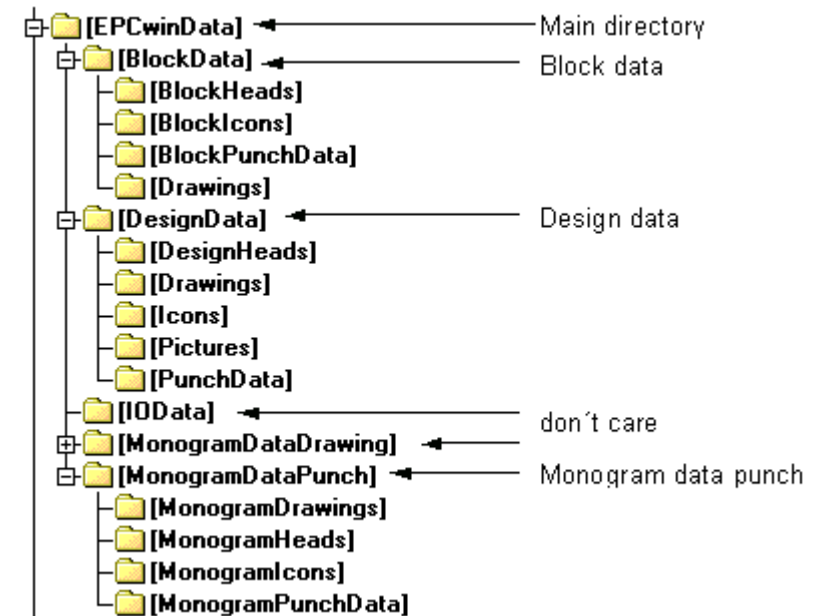 [EPCwinData] Main directory
[BlockData] Block data
[BlockHeads]
[BlockIcons]
[BlockPunchData]
[Drawings]
[DesignData] Design data
[DesignHeads]
[Drawings]
[Icons]
[Pictures]
[PunchData]
[IOData]
don´t care
[MonogramDataDrawing]
[MonogramDataPunch] Monogram data punch
[MonogramDrawings]
[MonogramHeads]
[MonogramIcons]
[MonogramPunchData]